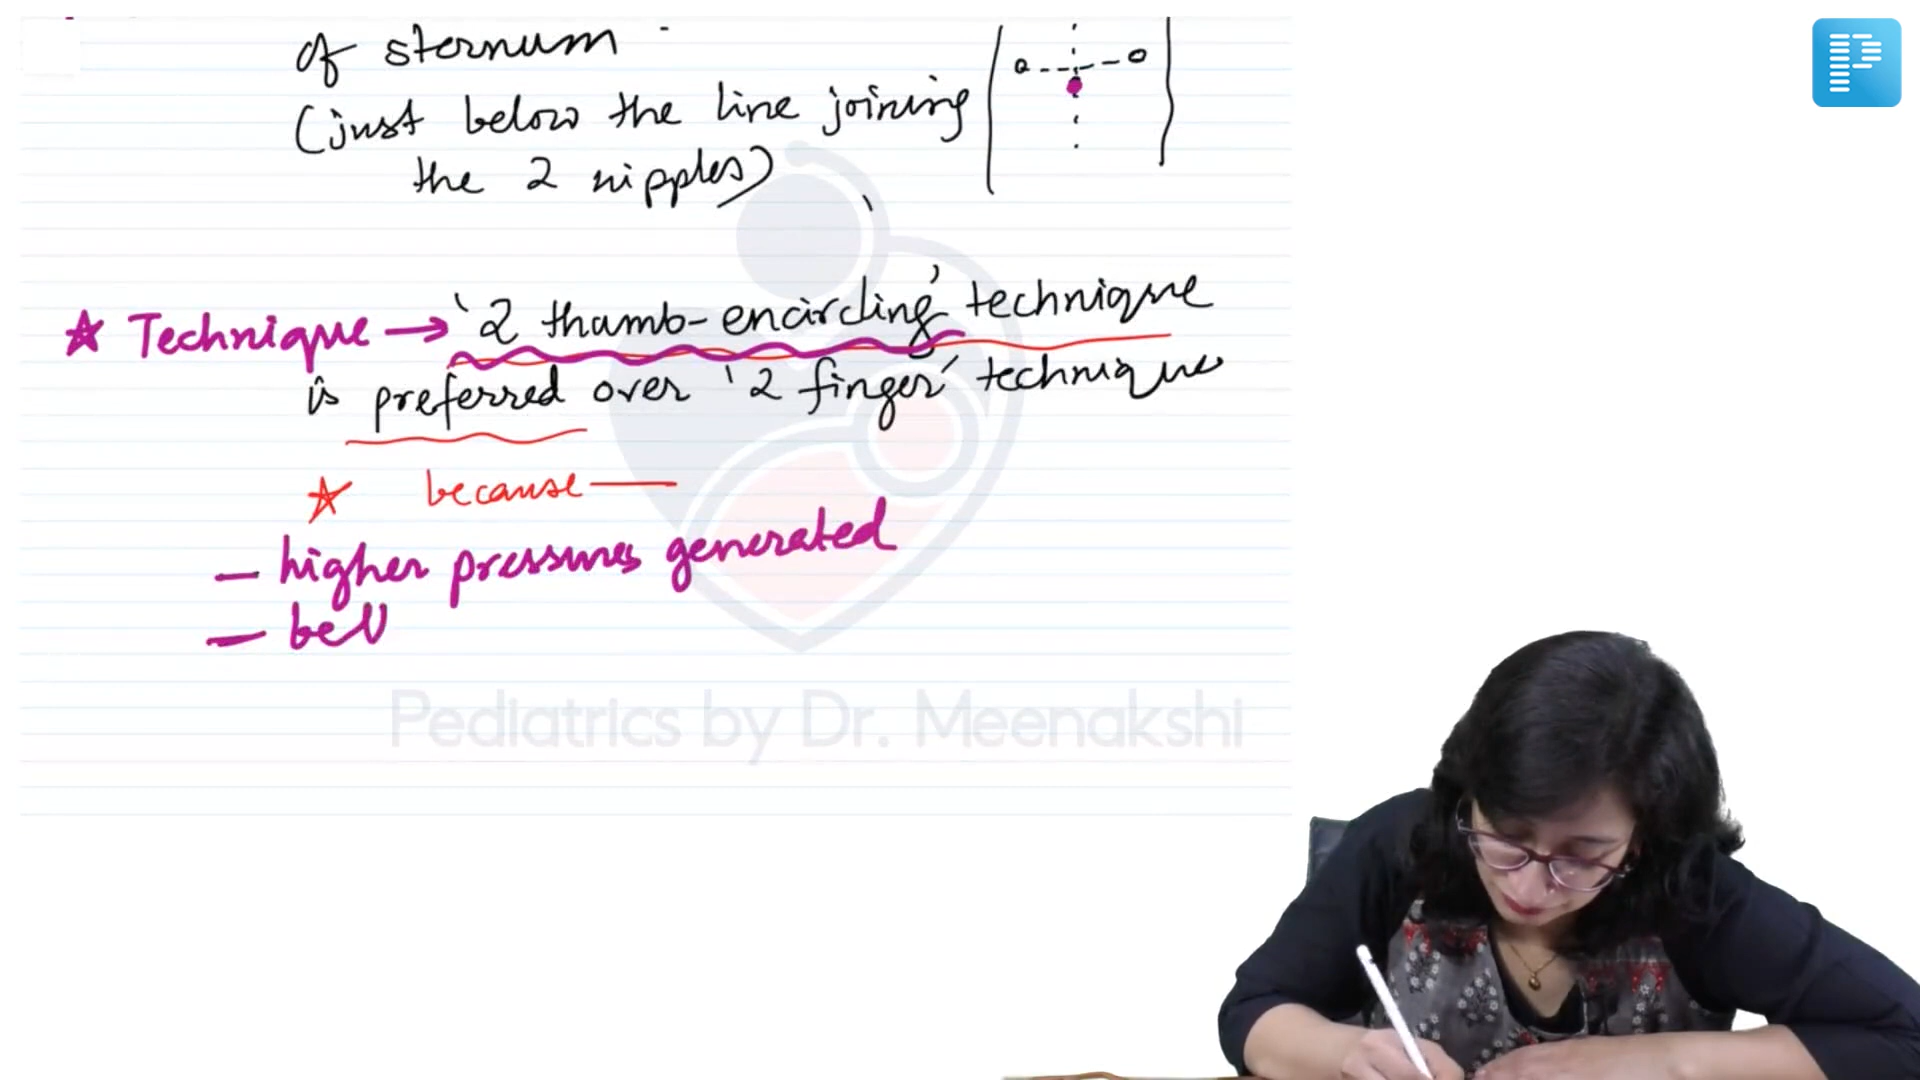 of sternum
(just below the line joining
the 2 nipples)
★ Technique → '2 thumb-encircling' technique
is preferred over '2 finger' technique
★ because —
— higher pressures generated
— bet
Pediatrics by Dr. Meenakshi